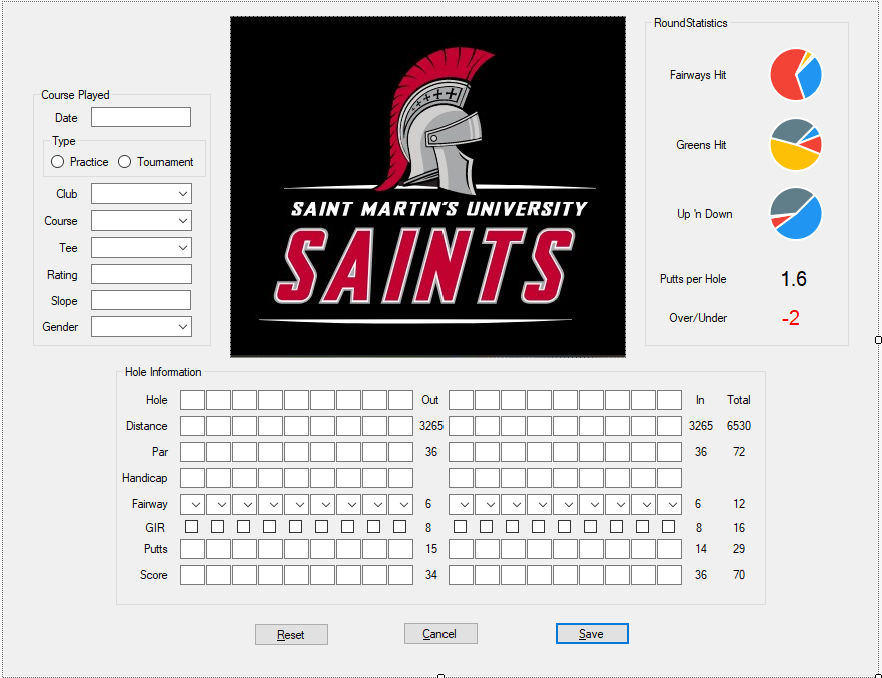 Course Played
Date
Type
Practice Tournament
Club
Course
Tee
Rating
Slope
Gender
SAINT MARTIN'S UNIVERSITY
SAINTS
RoundStatistics
Fairways Hit
Greens Hit
Up 'n Down
Putts per Hole 1.6
Over/Under -2
Hole Information
Hole Out In Total
Distance 3265 3265 6530
Par 36 36 72
Handicap
Fairway 6 6 12
GIR 8 8 16
Putts 15 14 29
Score 34 36 70
Reset Cancel Save